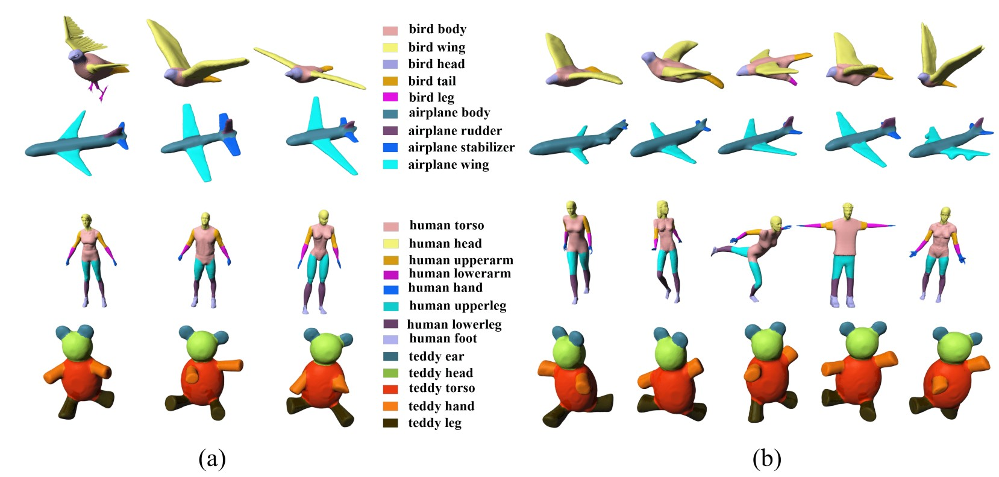 bird body
bird wing
bird head
bird tail
bird leg
airplane body
airplane rudder
airplane stabilizer
airplane wing
human torso
human head
human upperarm
human lowerarm
human hand
human upperleg
human lowerleg
human foot
teddy ear
teddy head
teddy torso
teddy hand
teddy leg
(a)
(b)